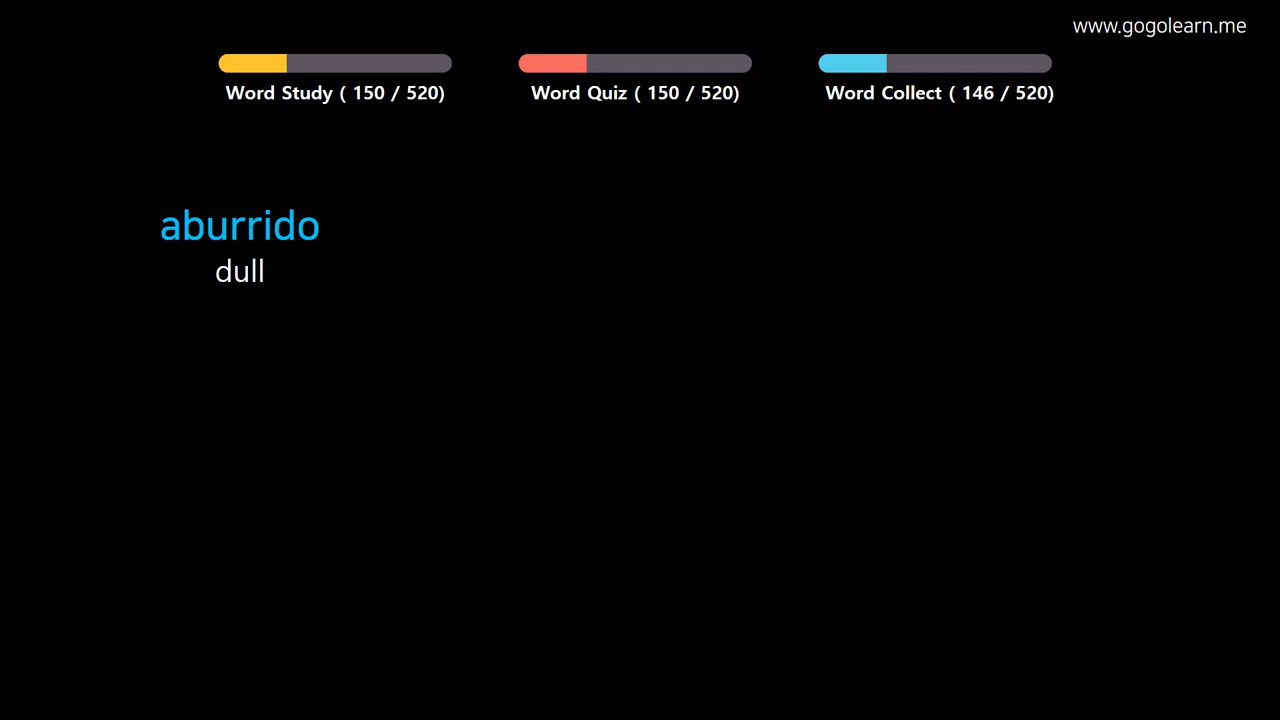 www.gogolearn.me
Word Study ( 150 / 520)
Word Quiz ( 150 / 520)
Word Collect ( 146 / 520)
aburrido
dull